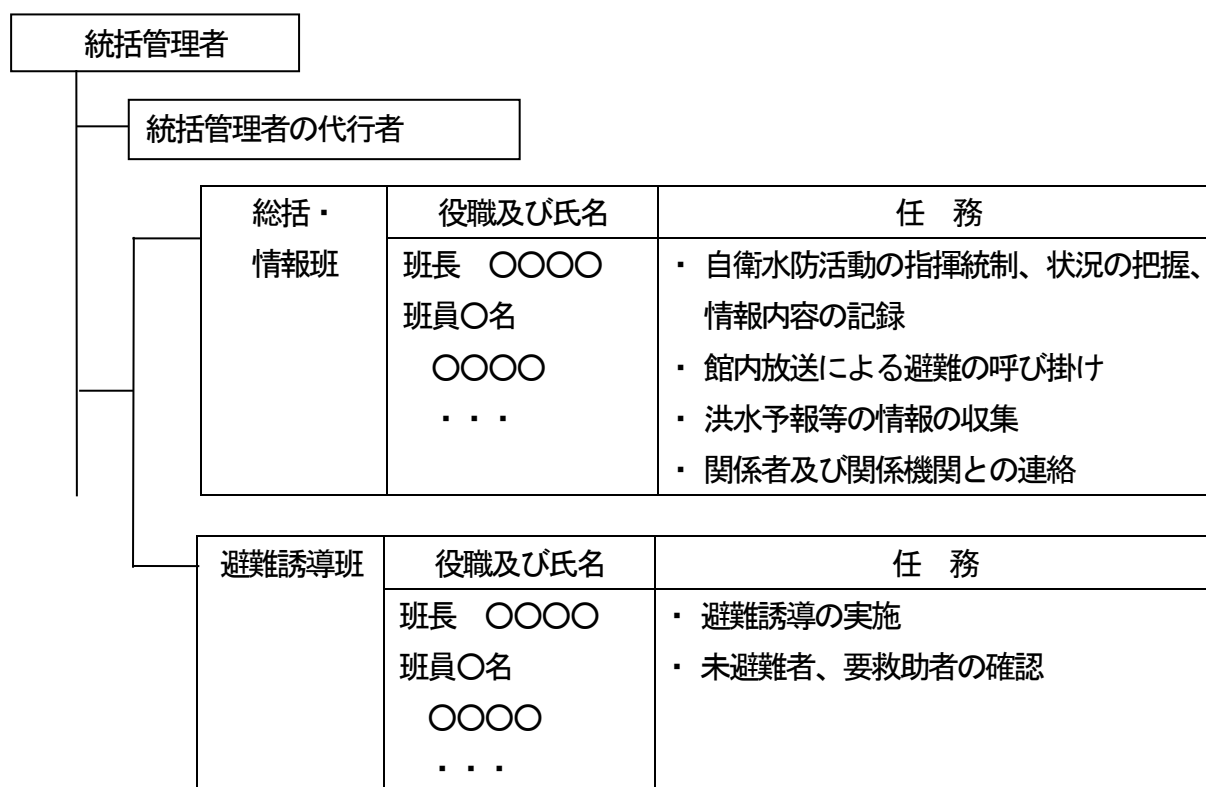 統括管理者
統括管理者の代行者
総括・
情報班
役職及び氏名
任　務
班長　〇〇〇〇
班員〇名
〇〇〇〇
・・・
・ 自衛水防活動の指揮統制、状況の把握、
情報内容の記録
・ 館内放送による避難の呼び掛け
・ 洪水予報等の情報の収集
・ 関係者及び関係機関との連絡
避難誘導班
役職及び氏名
任　務
班長　〇〇〇〇
班員〇名
〇〇〇〇
・・・
・ 避難誘導の実施
・ 未避難者、要救助者の確認